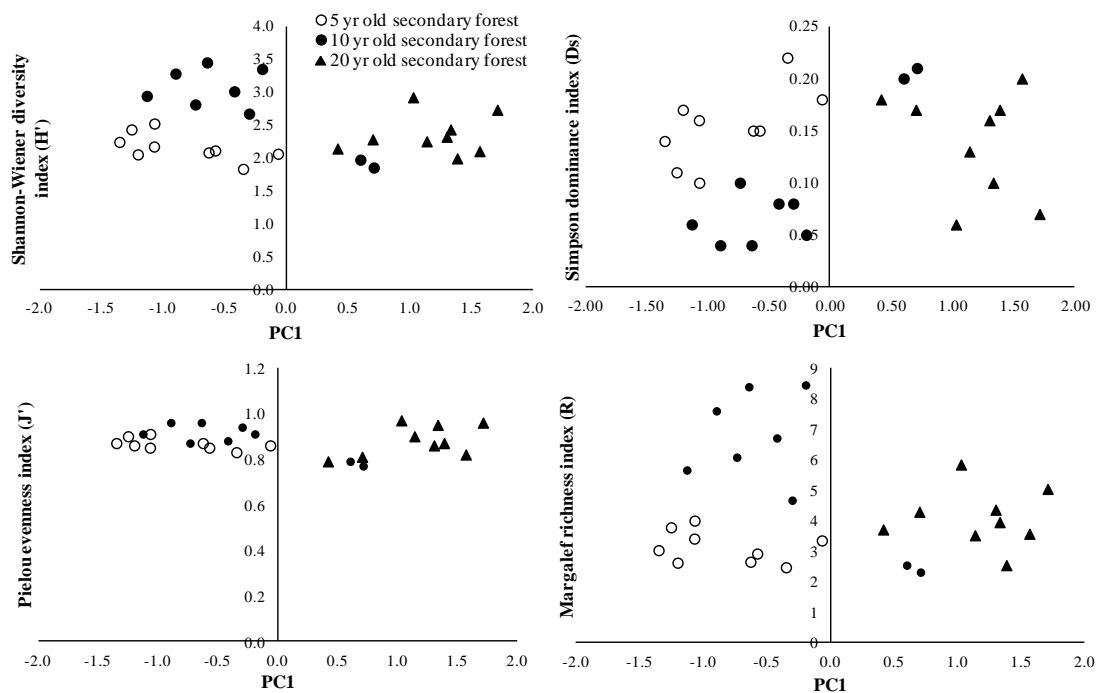 ○ 5 yr old secondary forest
● 10 yr old secondary forest
▲ 20 yr old secondary forest
Shannon-Wiener diversity
index (H')
4.0
3.5
3.0
2.5
2.0
1.5
1.0
0.5
0.0
-2.0 -1.5 -1.0 -0.5 0.0 0.5 1.0 1.5 2.0
PC1
Simpson dominance index (Ds)
0.25
0.20
0.15
0.10
0.05
0.00
-2.00 -1.50 -1.00 -0.50 0.00 0.50 1.00 1.50 2.00
PC1
Pielou evenness index (J')
1.2
1.0
0.8
0.6
0.4
0.2
0.0
-2.0 -1.5 -1.0 -0.5 0.0 0.5 1.0 1.5 2.0
PC1
Margalef richness index (R)
9
8
7
6
5
4
3
2
1
0
-2.0 -1.5 -1.0 -0.5 0.0 0.5 1.0 1.5 2.0
PC1